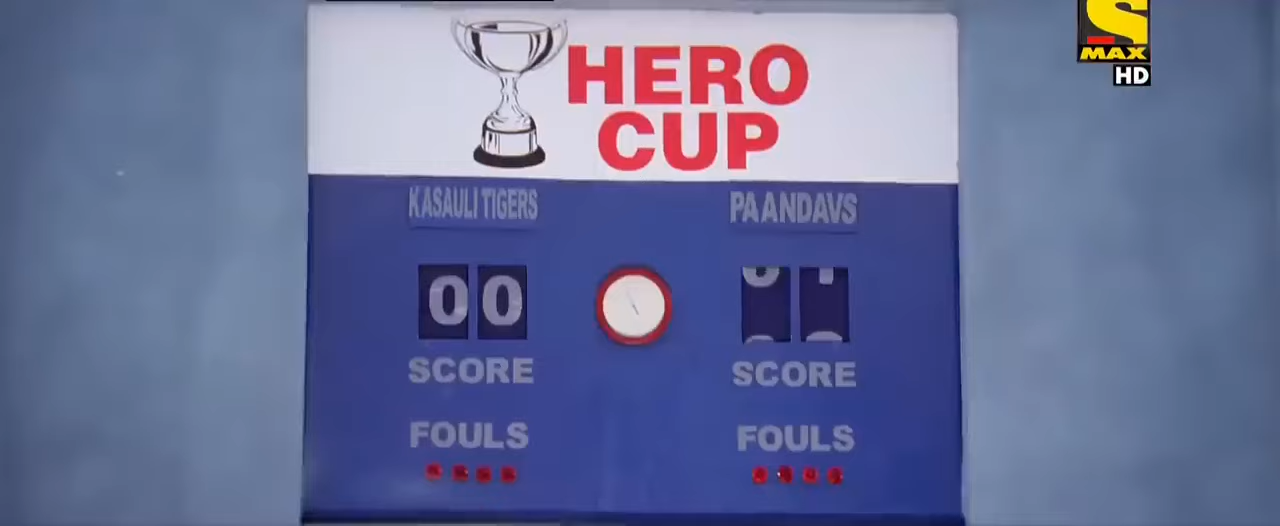 S
MAX
HD
HERO
CUP
KASAULI TIGERS
PAANDAVS
00
SCORE
SCORE
FOULS
FOULS